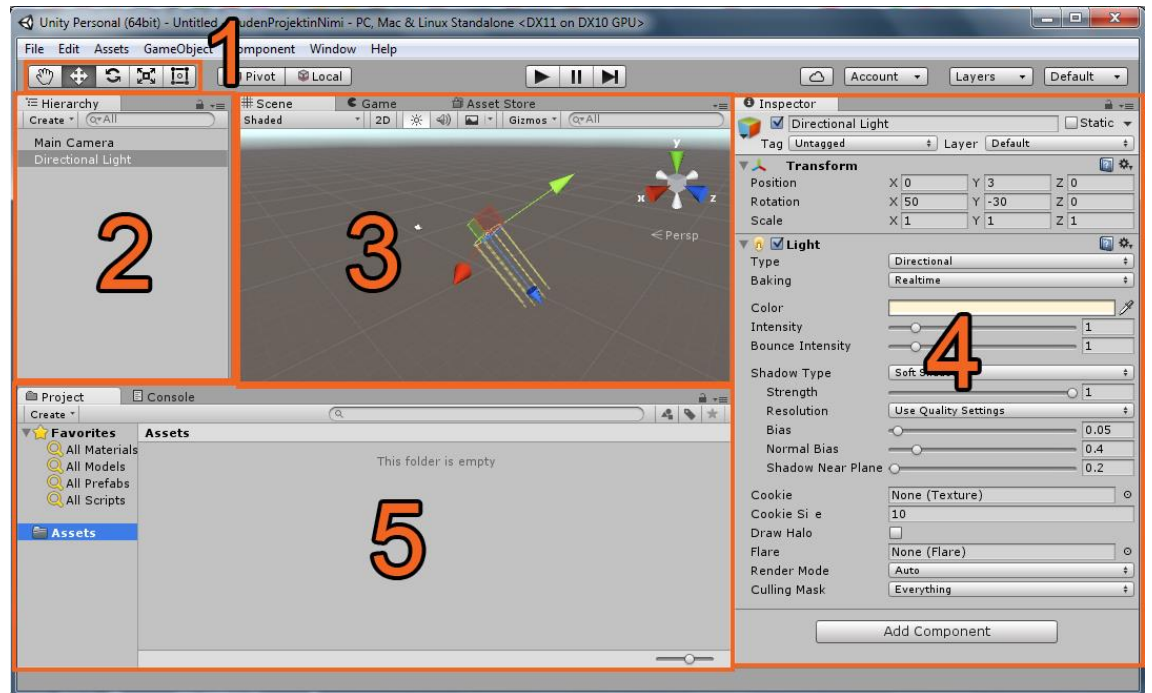 Unity Personal (64bit) - Untitled udenProjektinNimi - PC, Mac & Linux Standalone <DX11 on DX10 GPU>
File Edit Assets GameObject omponent Window Help
1
Pivot Local Account Layers Default
Hierarchy
Create All
Main Camera
Directional Light
2
Scene Game Asset Store
Shaded 2D Gizmos All
y
x z
Persp
3
Inspector
Directional Light Static
Tag Untagged Layer Default
Transform
Position X 0 Y 3 Z 0
Rotation X 50 Y -30 Z 0
Scale X 1 Y 1 Z 1
Light
Type Directional
Baking Realtime
Color
Intensity 1
Bounce Intensity 1
4
Shadow Type Soft
Strength 1
Resolution Use Quality Settings
Bias 0.05
Normal Bias 0.4
Shadow Near Plane 0.2
Cookie None (Texture)
Cookie Si e 10
Draw Halo
Flare None (Flare)
Render Mode Auto
Culling Mask Everything
Add Component
Project Console
Create
Favorites
All Materials
All Models
All Prefabs
All Scripts
Assets
Assets
This folder is empty
5